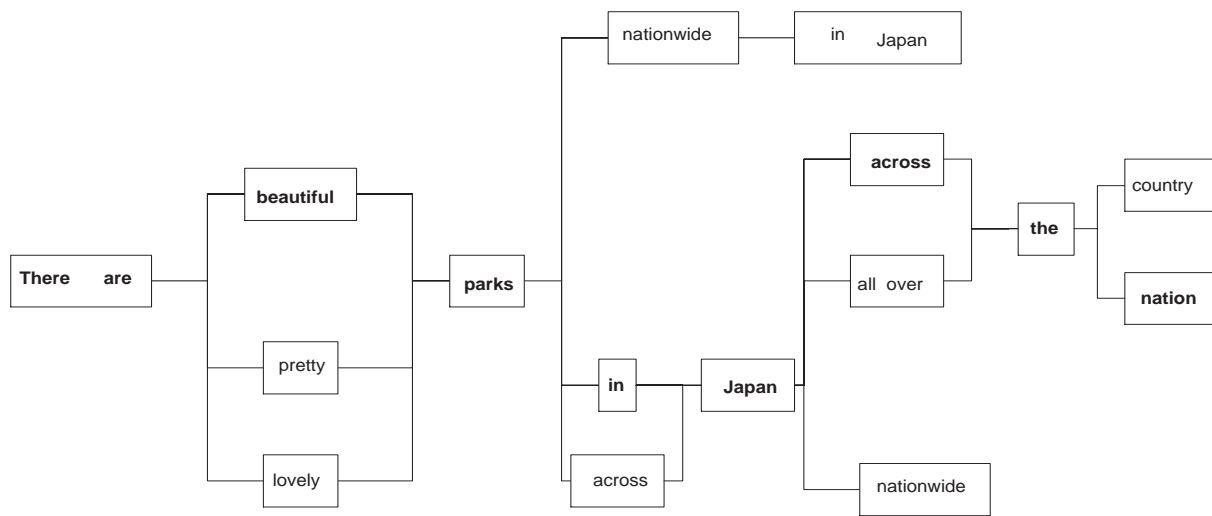 nationwide
in Japan
across
beautiful
country
the
There are
parks
all over
nation
pretty
in
Japan
lovely
across
nationwide